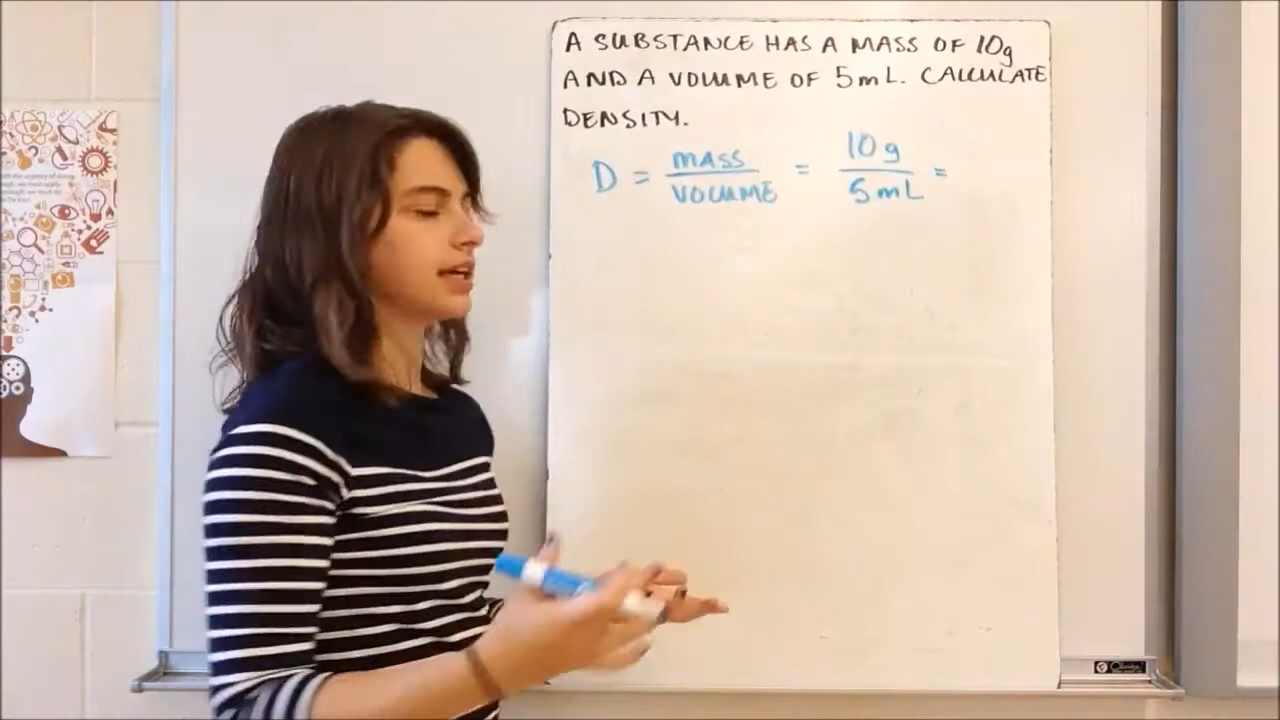 A SUBSTANCE HAS A MASS OF 10g
AND A VOLUME OF 5mL. CALCULATE
DENSITY.
D = MASS / VOLUME = 10g / 5mL =